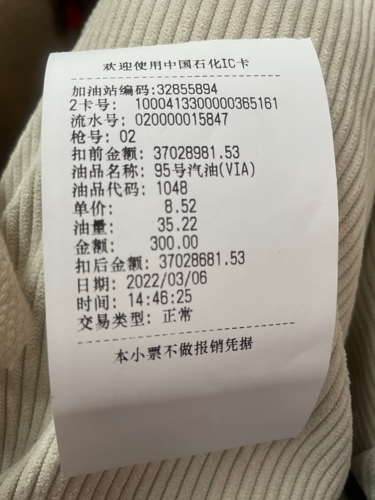 欢迎使用中国石化IC卡
加油站编码:32855894
2卡号: 1000413300000365161
流水号: 020000015847
枪号: 02
扣前金额: 37028981.53
油品名称: 95号汽油(VIA)
油品代码: 1048
单价: 8.52
油量: 35.22
金额: 300.00
扣后金额: 37028681.53
日期: 2022/03/06
时间: 14:46:25
交易类型: 正常
本小票不做报销凭据